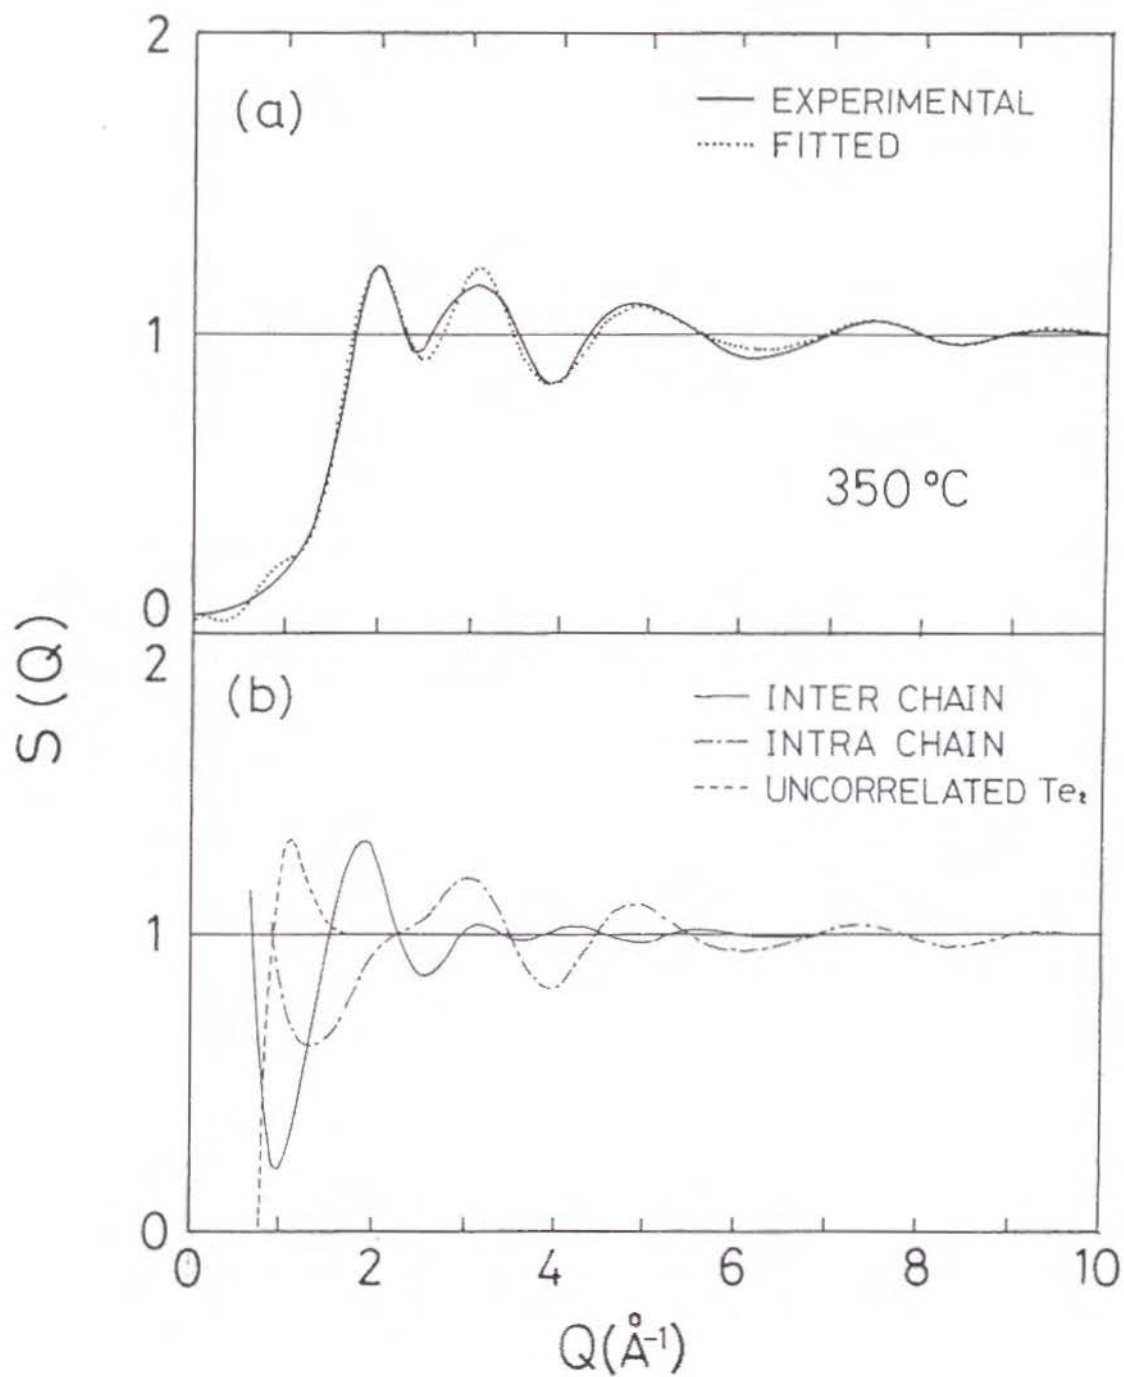 2
(a)
EXPERIMENTAL
FITTED
1
350 °C
0
S (Q)
2
(b)
INTER CHAIN
INTRA CHAIN
UNCORRELATED Te₂
1
0
0 2 4 6 8 10
Q(Å⁻¹)